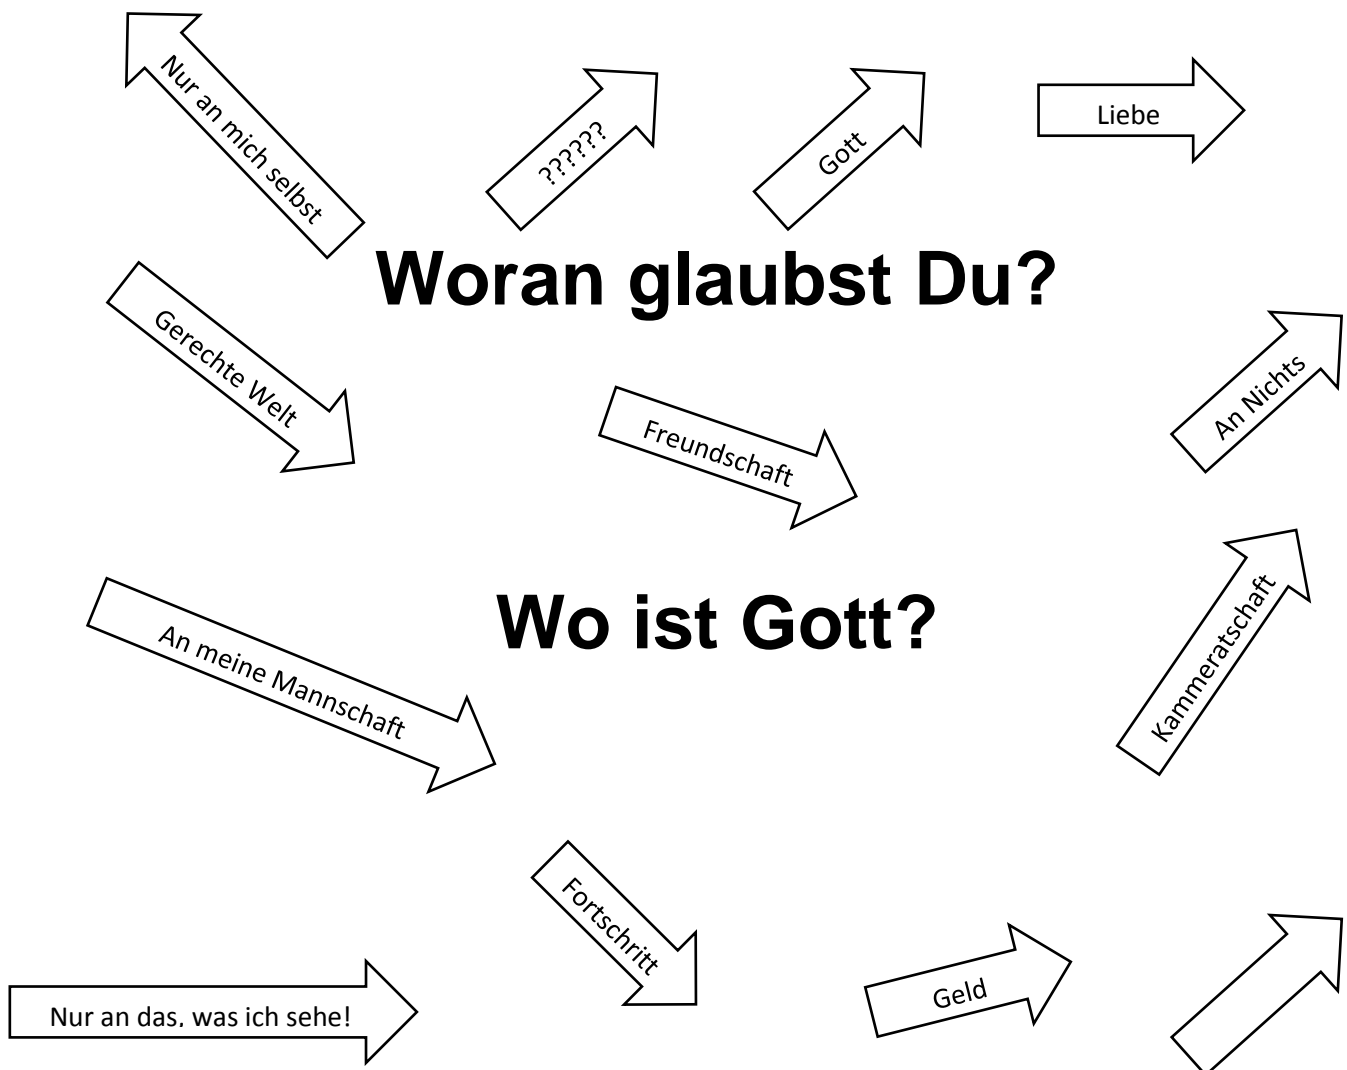 Nur an mich selbst
??????
Gott
Liebe
Woran glaubst Du?
Gerechte Welt
Freundschaft
An Nichts
Wo ist Gott?
An meine Mannschaft
Kammeratschaft
Fortschritt
Geld
Nur an das, was ich sehe!